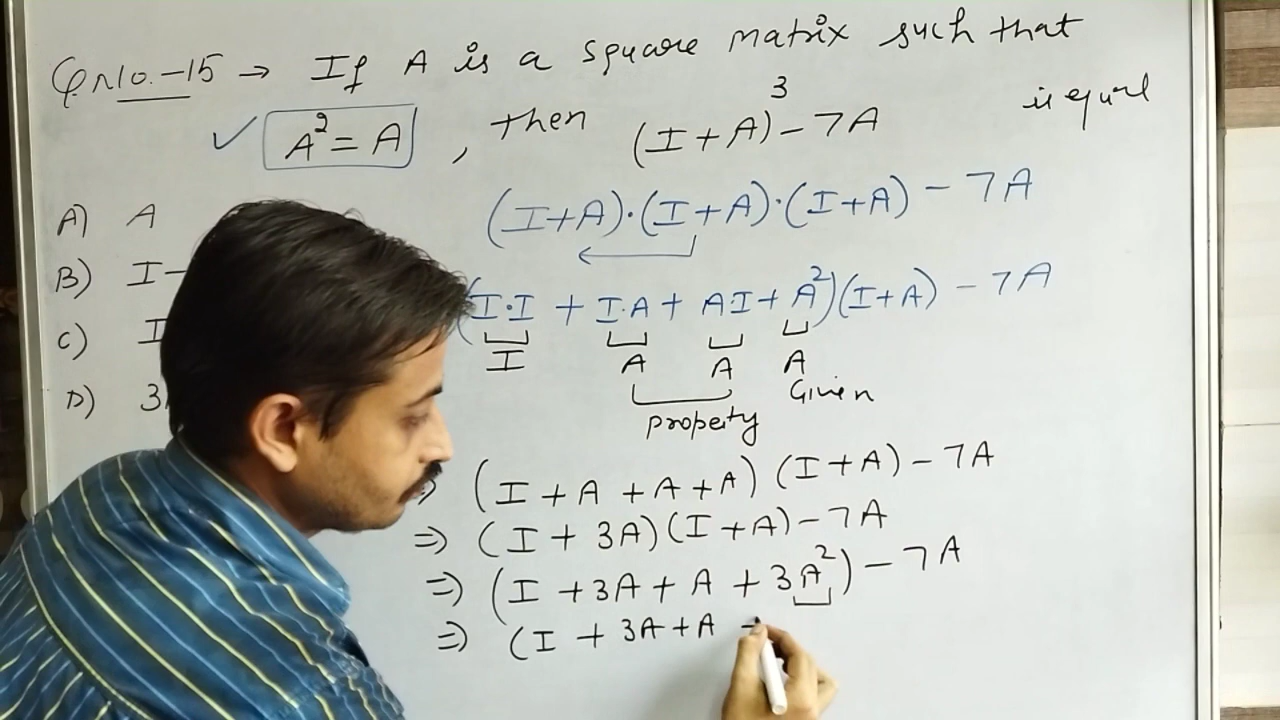 Q.No.-15 → If A is a square matrix such that
✓ A² = A , then (I+A)³ - 7A is equal
A) A
B) I-
C) I
D) 3
(I+A)·(I+A)·(I+A) - 7A
(I·I + I·A + AI + A²)(I+A) - 7A
I A A A
Given
property
(I + A + A + A) (I+A) - 7A
⇒ (I + 3A)(I+A) - 7A
⇒ (I + 3A + A + 3A²) - 7A
⇒ (I + 3A + A